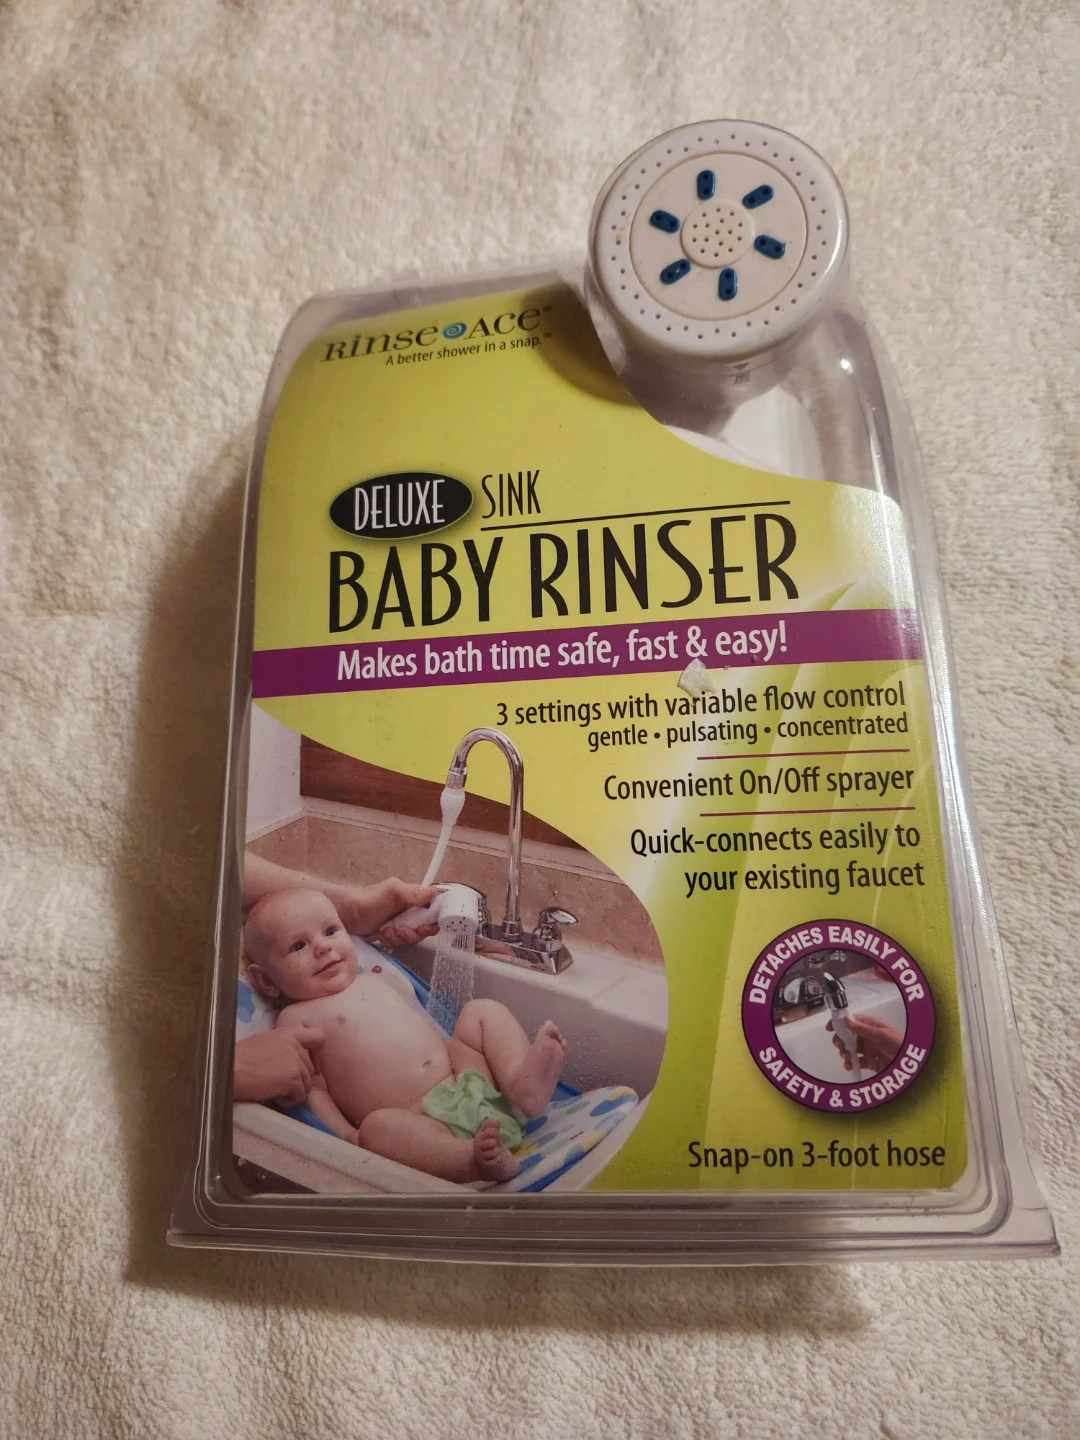 Rinse Ace™
A better shower in a snap.™
DELUXE SINK
BABY RINSER
Makes bath time safe, fast & easy!
3 settings with variable flow control
gentle • pulsating • concentrated
Convenient On/Off sprayer
Quick-connects easily to
your existing faucet
DETACHES EASILY FOR
SAFETY & STORAGE
Snap-on 3-foot hose